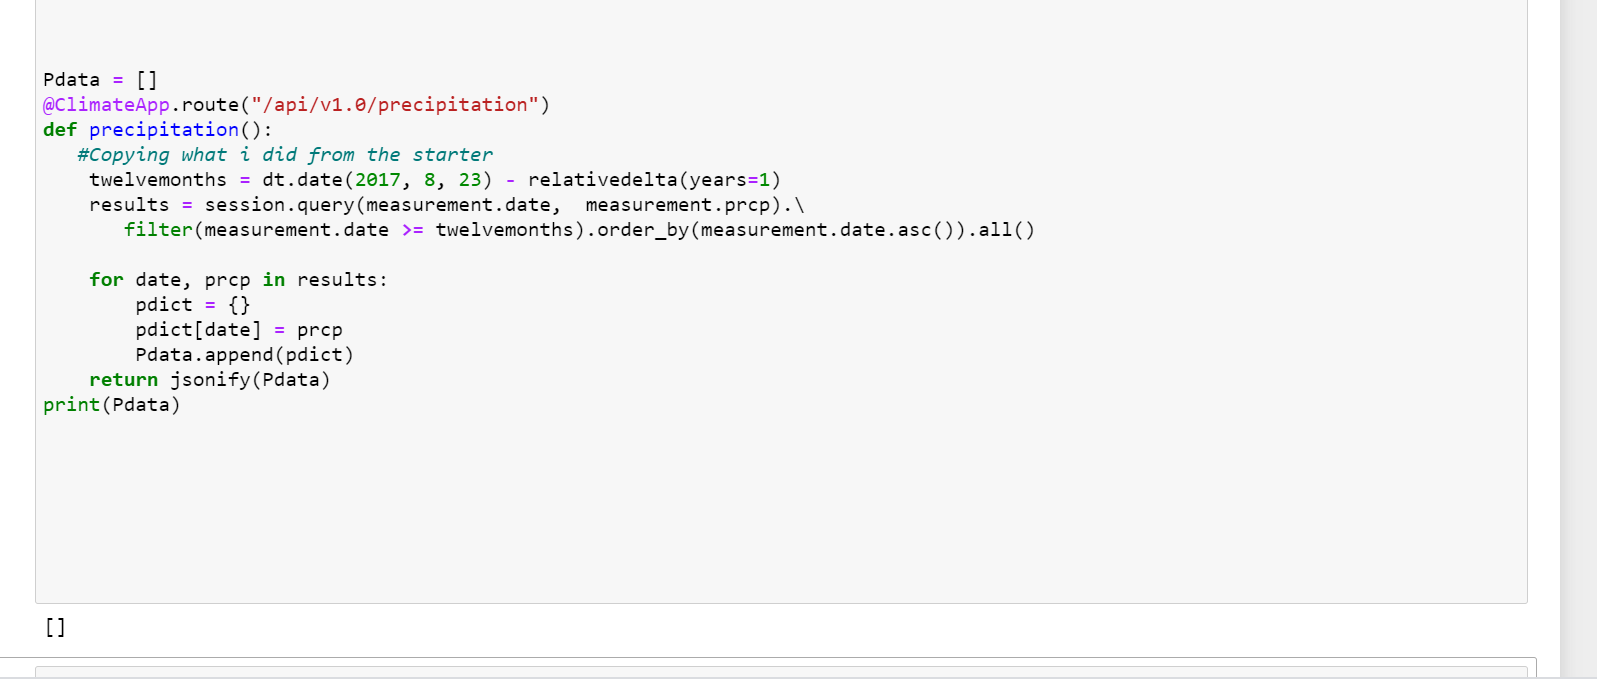 Pdata = []
@ClimateApp.route("/api/v1.0/precipitation")
def precipitation():
   #Copying what i did from the starter
    twelvemonths = dt.date(2017, 8, 23) - relativedelta(years=1)
    results = session.query(measurement.date,  measurement.prcp).\
       filter(measurement.date >= twelvemonths).order_by(measurement.date.asc()).all()
    for date, prcp in results:
        pdict = {}
        pdict[date] = prcp
        Pdata.append(pdict)
    return jsonify(Pdata)
print(Pdata)
[]